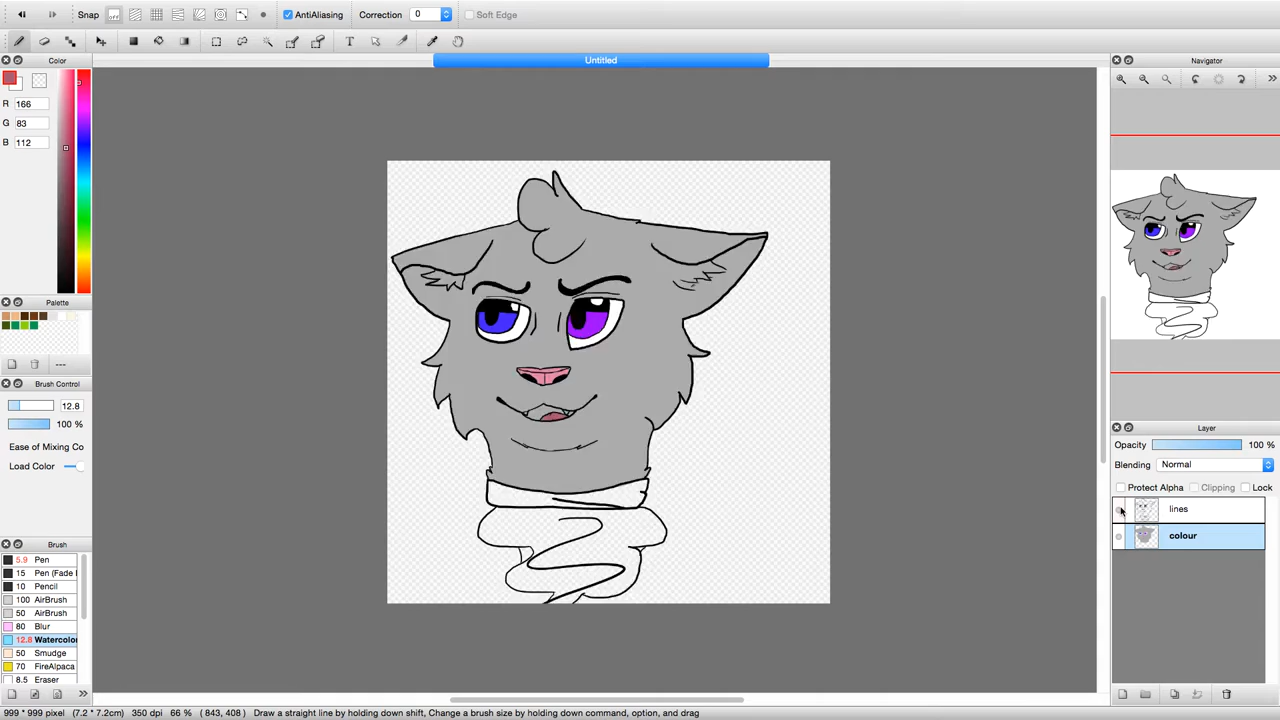 Snap off AntiAliasing Correction 0 Soft Edge
Color Untitled Navigator
R 166
G 83
B 112
Palette
---
Brush Control
12.8
100 %
Ease of Mixing Co
Load Color
Brush
5.9 Pen
15 Pen (Fade
10 Pencil
100 AirBrush
50 AirBrush
80 Blur
12.8 Watercolor
50 Smudge
70 FireAlpaca
8.5 Eraser
Layer
Opacity 100 %
Blending Normal
Protect Alpha Clipping Lock
lines
colour
999 * 999 pixel (7.2 * 7.2cm) 350 dpi 66 % ( 843, 408 ) Draw a straight line by holding down shift, Change a brush size by holding down command, option, and drag